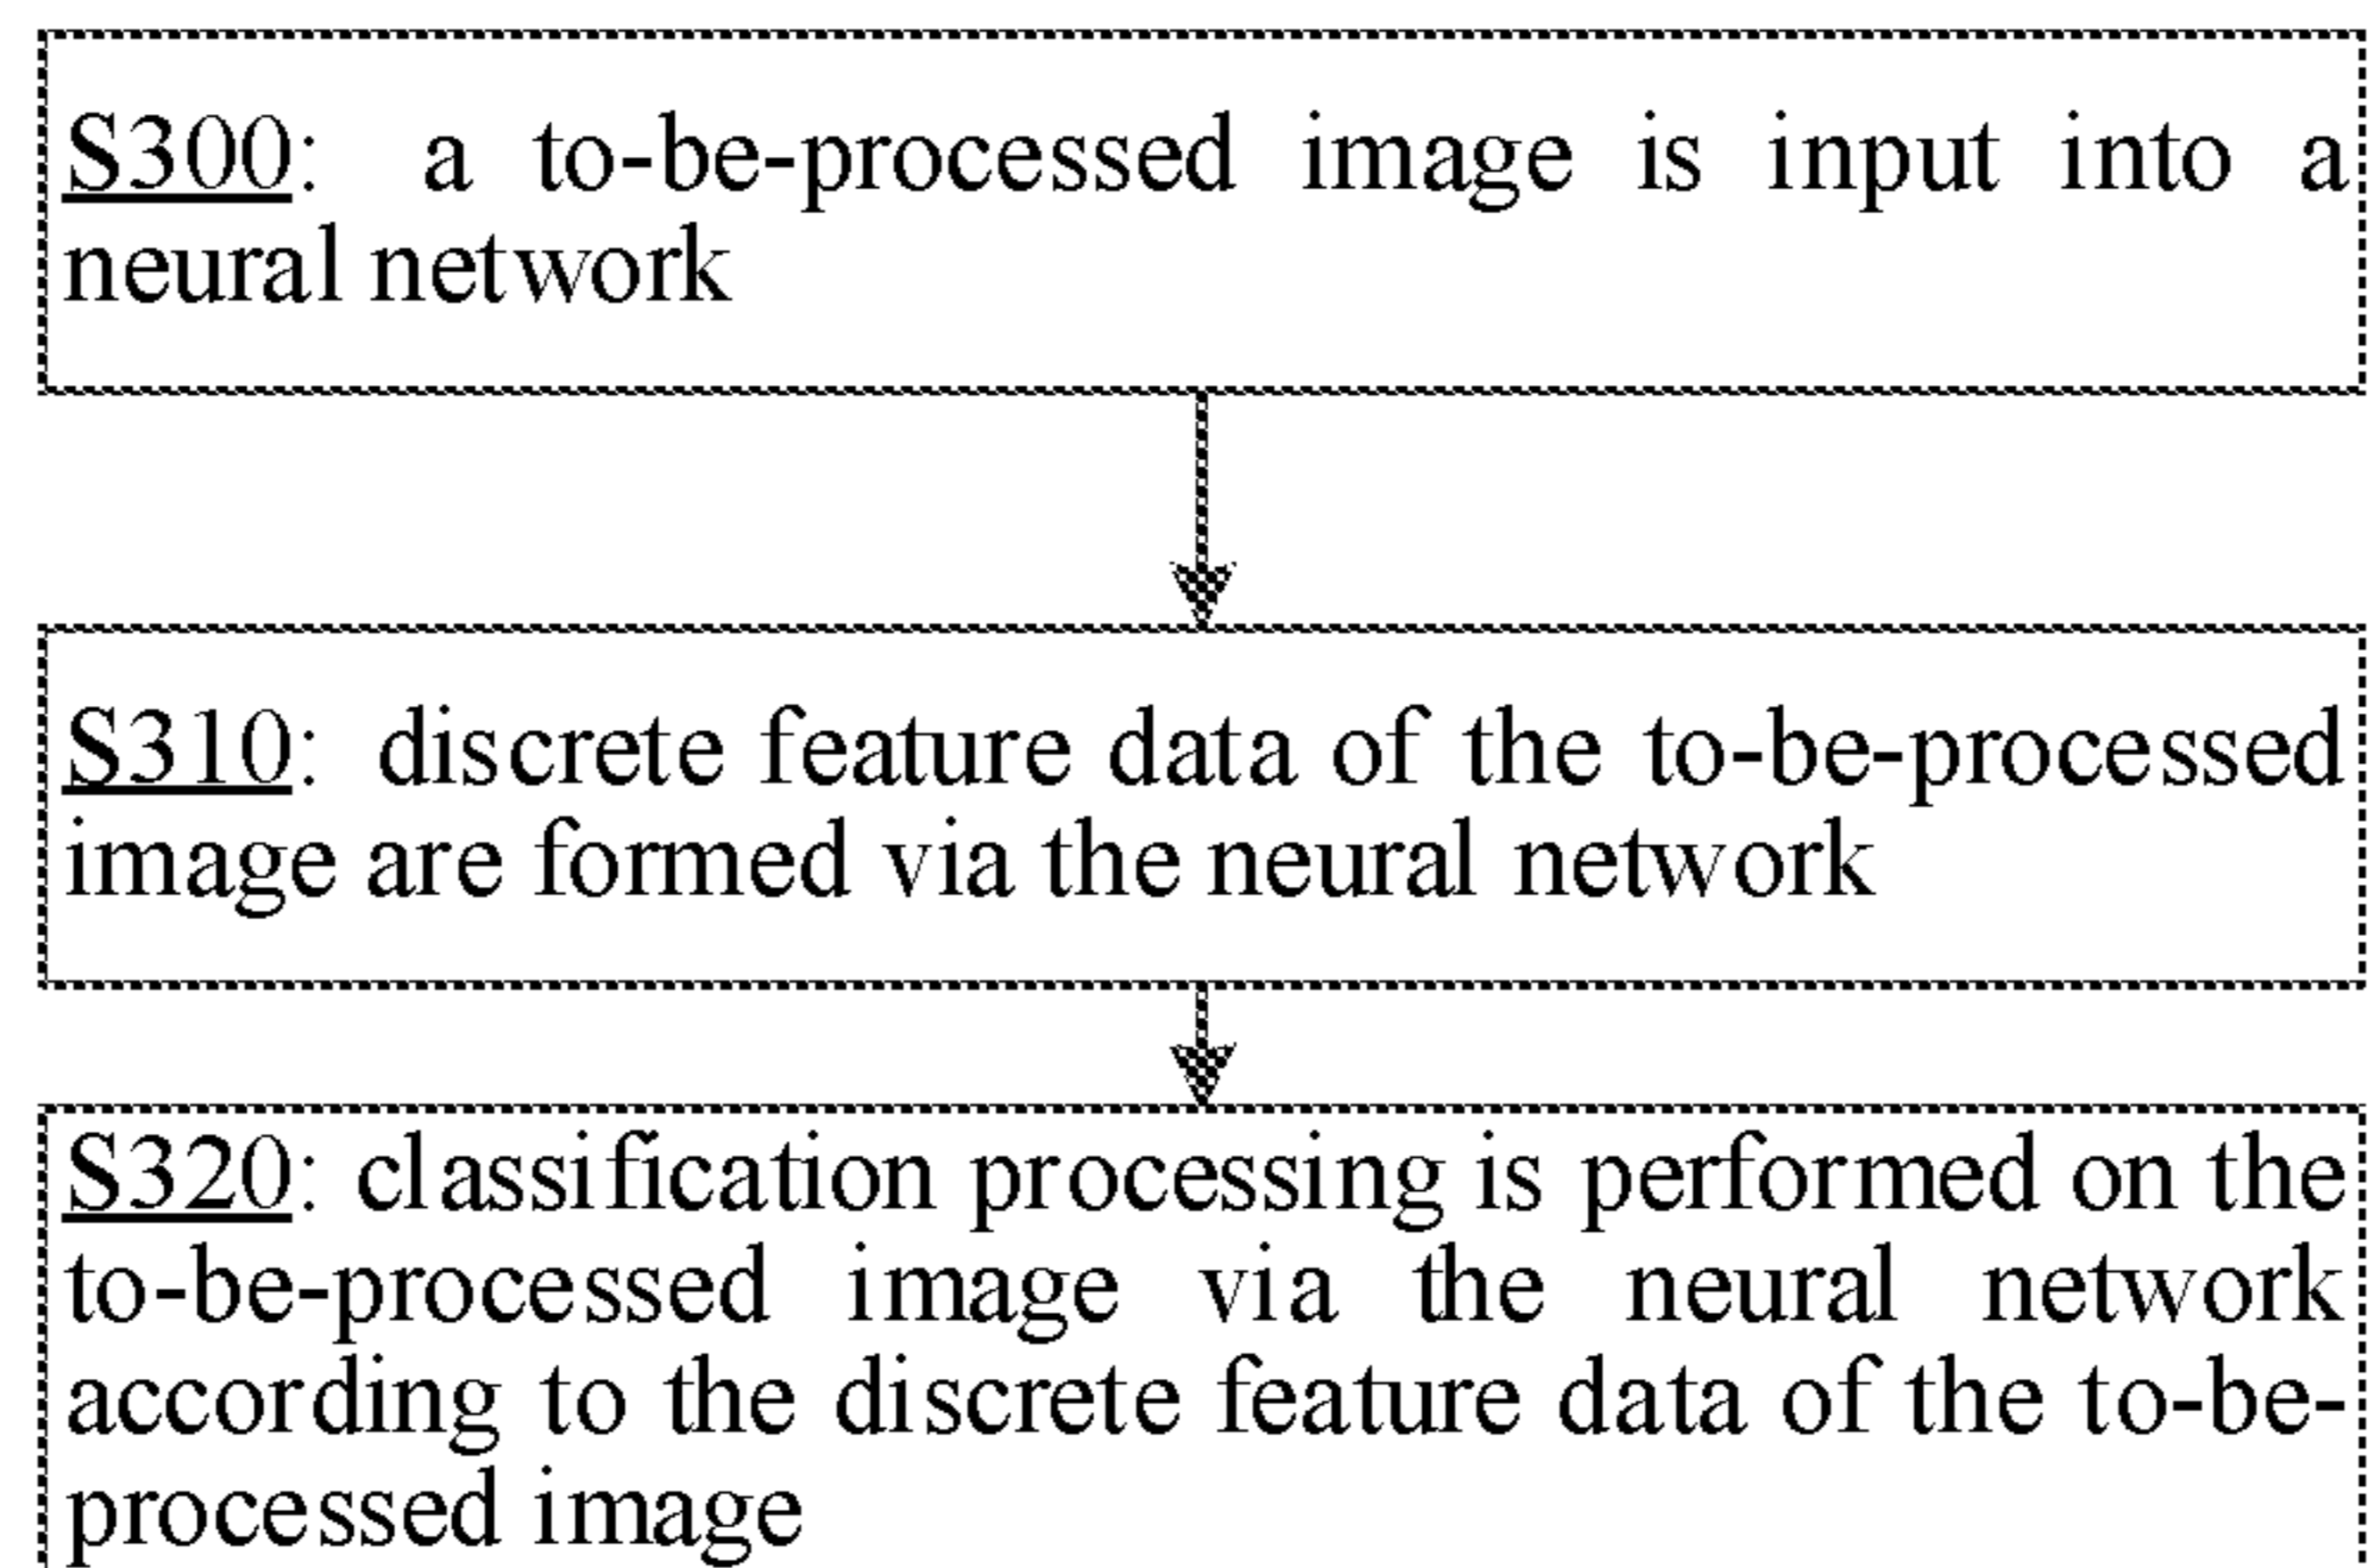 S300: a to-be-processed image is input into a
neural network
S310: discrete feature data of the to-be-processed
image are formed via the neural network
S320: classification processing is performed on the
to-be-processed image via the neural network
according to the discrete feature data of the to-be-
processed image